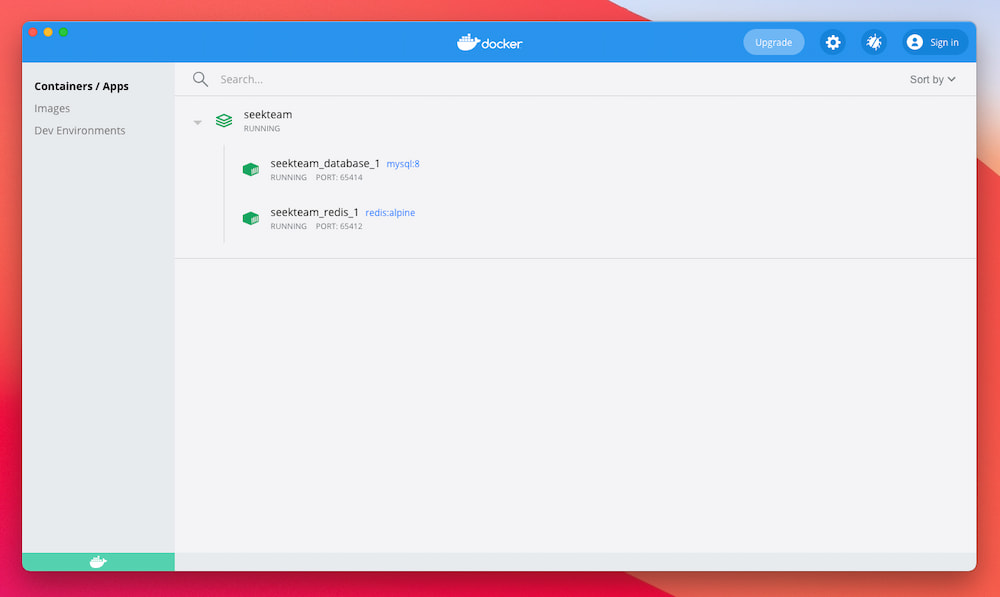 docker
Upgrade
Sign in
Containers / Apps
Images
Dev Environments
Search...
Sort by
seekteam
RUNNING
seekteam_database_1 mysql:8
RUNNING PORT: 65414
seekteam_redis_1 redis:alpine
RUNNING PORT: 65412